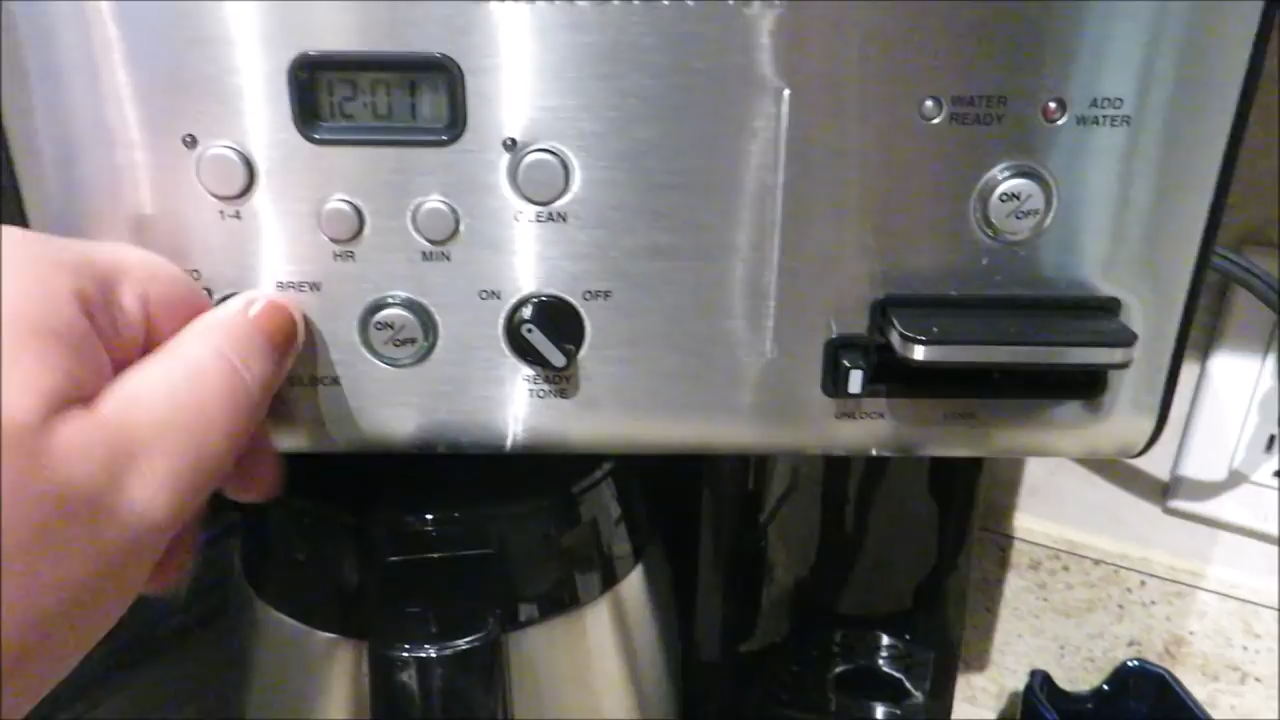 12:01
WATER
READY
ADD
WATER
1-4
CLEAN
HR
MIN
ON
OFF
BREW
ON
OFF
ON
OFF
CLOCK
READY
TONE
UNLOCK